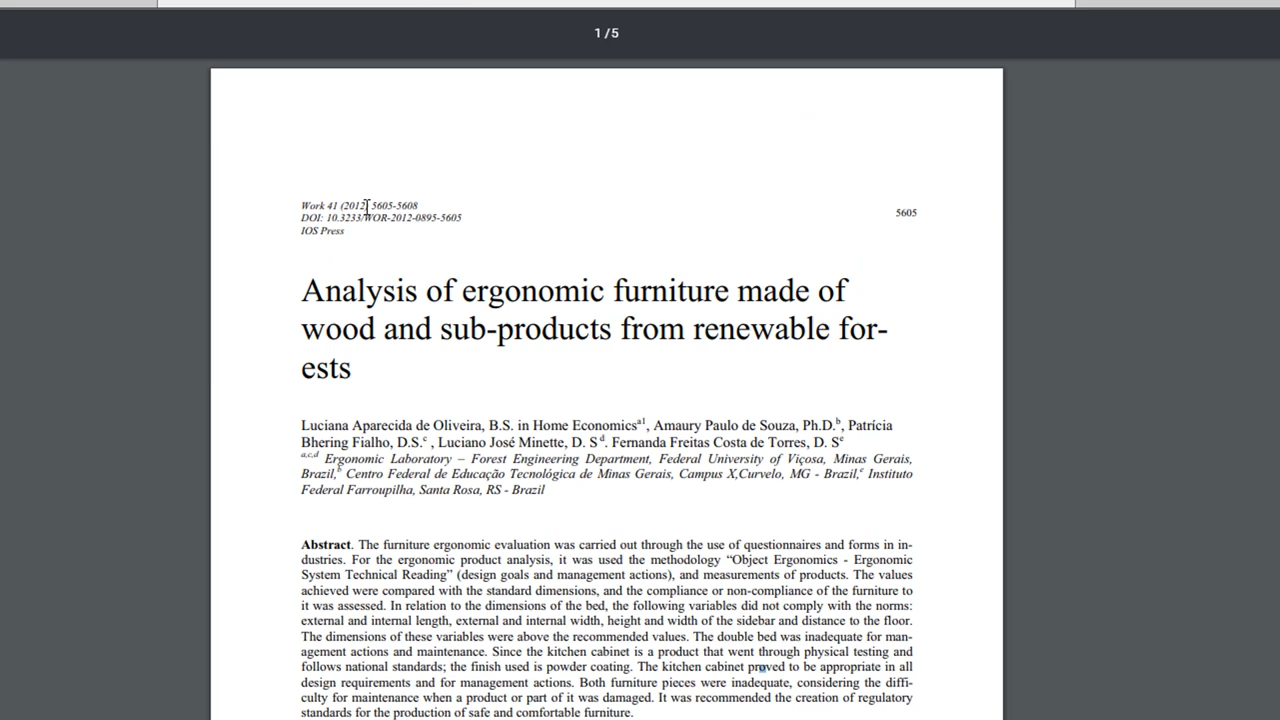 1 / 5
Work 41 (2012) 5605-5608
DOI: 10.3233/WOR-2012-0895-5605
IOS Press
5605
Analysis of ergonomic furniture made of
wood and sub-products from renewable for-
ests
Luciana Aparecida de Oliveira, B.S. in Home Economicsa1, Amaury Paulo de Souza, Ph.D.b, Patrícia
Bhering Fialho, D.S.c , Luciano José Minette, D. Sd. Fernanda Freitas Costa de Torres, D. Se
a,c,d Ergonomic Laboratory – Forest Engineering Department, Federal University of Viçosa, Minas Gerais,
Brazil,b Centro Federal de Educação Tecnológica de Minas Gerais, Campus X,Curvelo, MG - Brazil,e Instituto
Federal Farroupilha, Santa Rosa, RS - Brazil
Abstract. The furniture ergonomic evaluation was carried out through the use of questionnaires and forms in in-
dustries. For the ergonomic product analysis, it was used the methodology “Object Ergonomics - Ergonomic
System Technical Reading” (design goals and management actions), and measurements of products. The values
achieved were compared with the standard dimensions, and the compliance or non-compliance of the furniture to
it was assessed. In relation to the dimensions of the bed, the following variables did not comply with the norms:
external and internal length, external and internal width, height and width of the sidebar and distance to the floor.
The dimensions of these variables were above the recommended values. The double bed was inadequate for man-
agement actions and maintenance. Since the kitchen cabinet is a product that went through physical testing and
follows national standards; the finish used is powder coating. The kitchen cabinet proved to be appropriate in all
design requirements and for management actions. Both furniture pieces were inadequate, considering the diffi-
culty for maintenance when a product or part of it was damaged. It was recommended the creation of regulatory
standards for the production of safe and comfortable furniture.